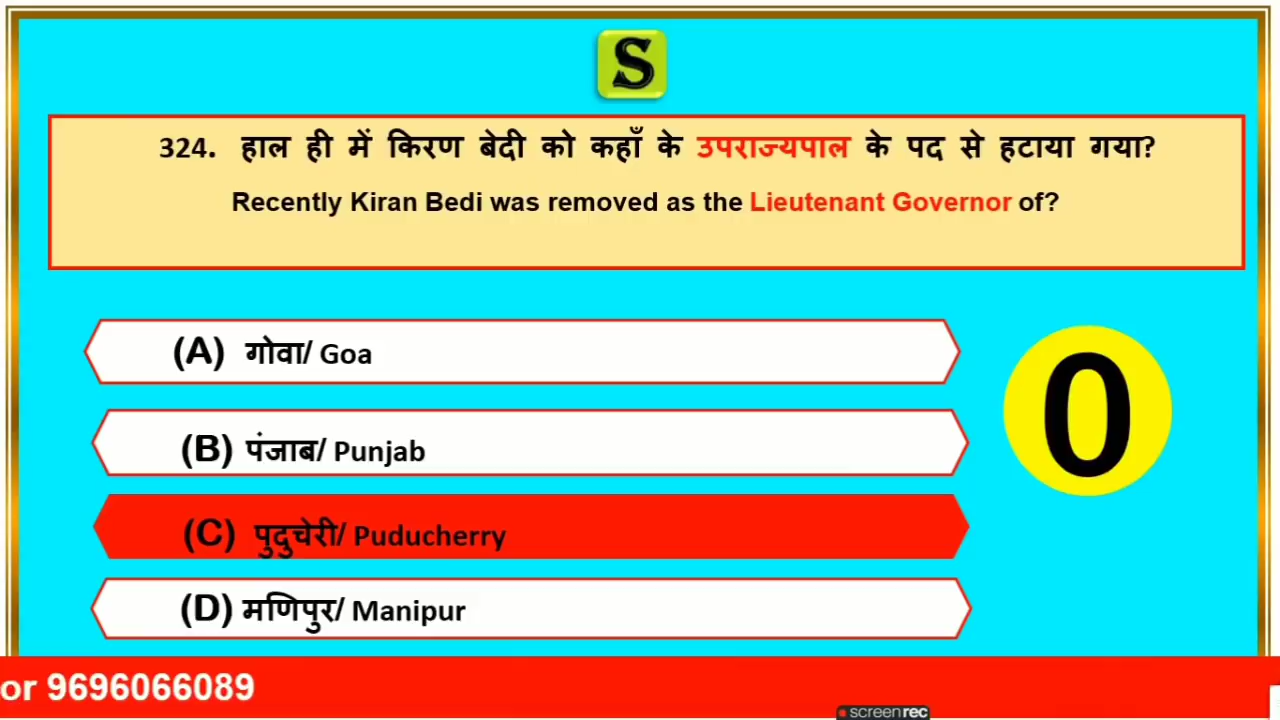 S
324. हाल ही में किरण बेदी को कहाँ के उपराज्यपाल के पद से हटाया गया?
Recently Kiran Bedi was removed as the Lieutenant Governor of?
(A) गोवा/ Goa
(B) पंजाब/ Punjab
(C) पुदुचेरी/ Puducherry
(D) मणिपुर/ Manipur
0
or 9696066089
screenrec